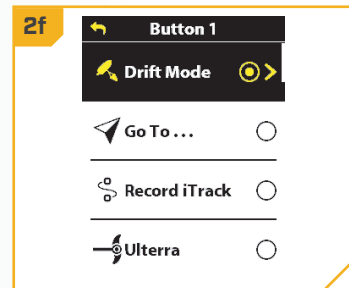 2f
Button 1
Drift Mode
Go To . . .
Record iTrack
Ulterra